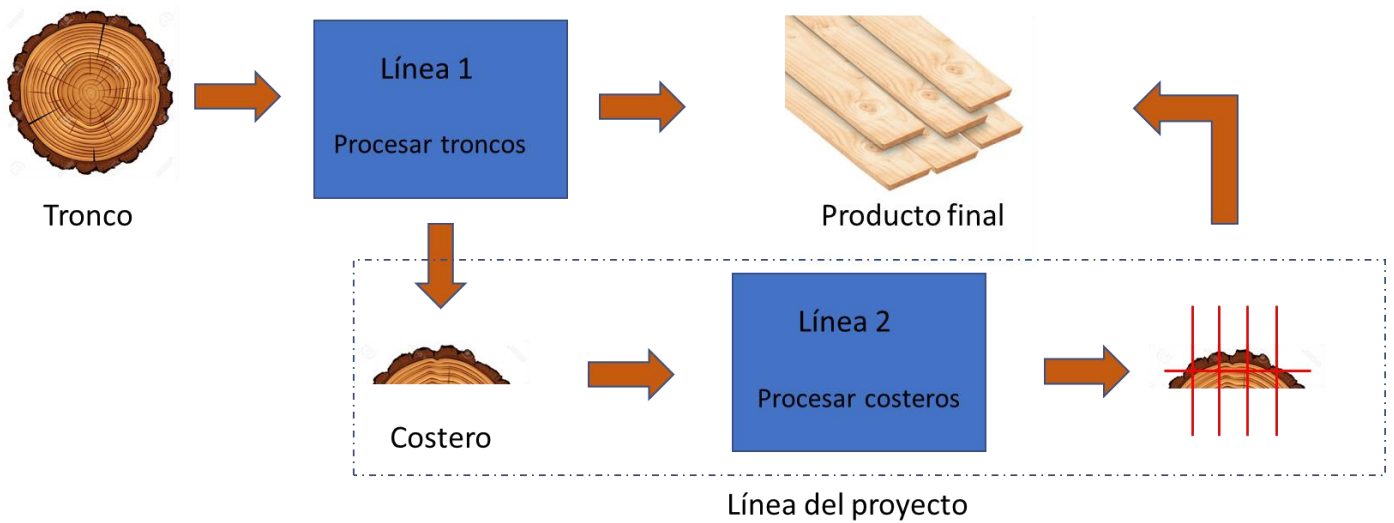 Línea 1
Procesar troncos
Tronco
Producto final
Línea 2
Procesar costeros
Costero
Línea del proyecto